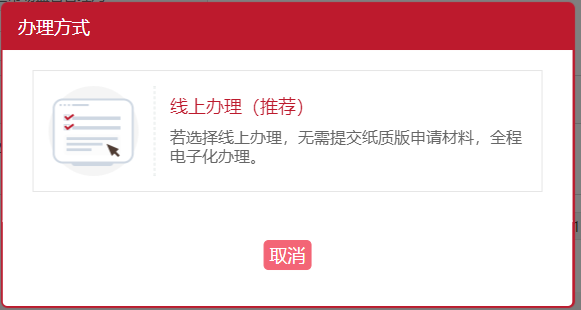 办理方式
线上办理（推荐）
若选择线上办理，无需提交纸质版申请材料，全程
电子化办理。
取消